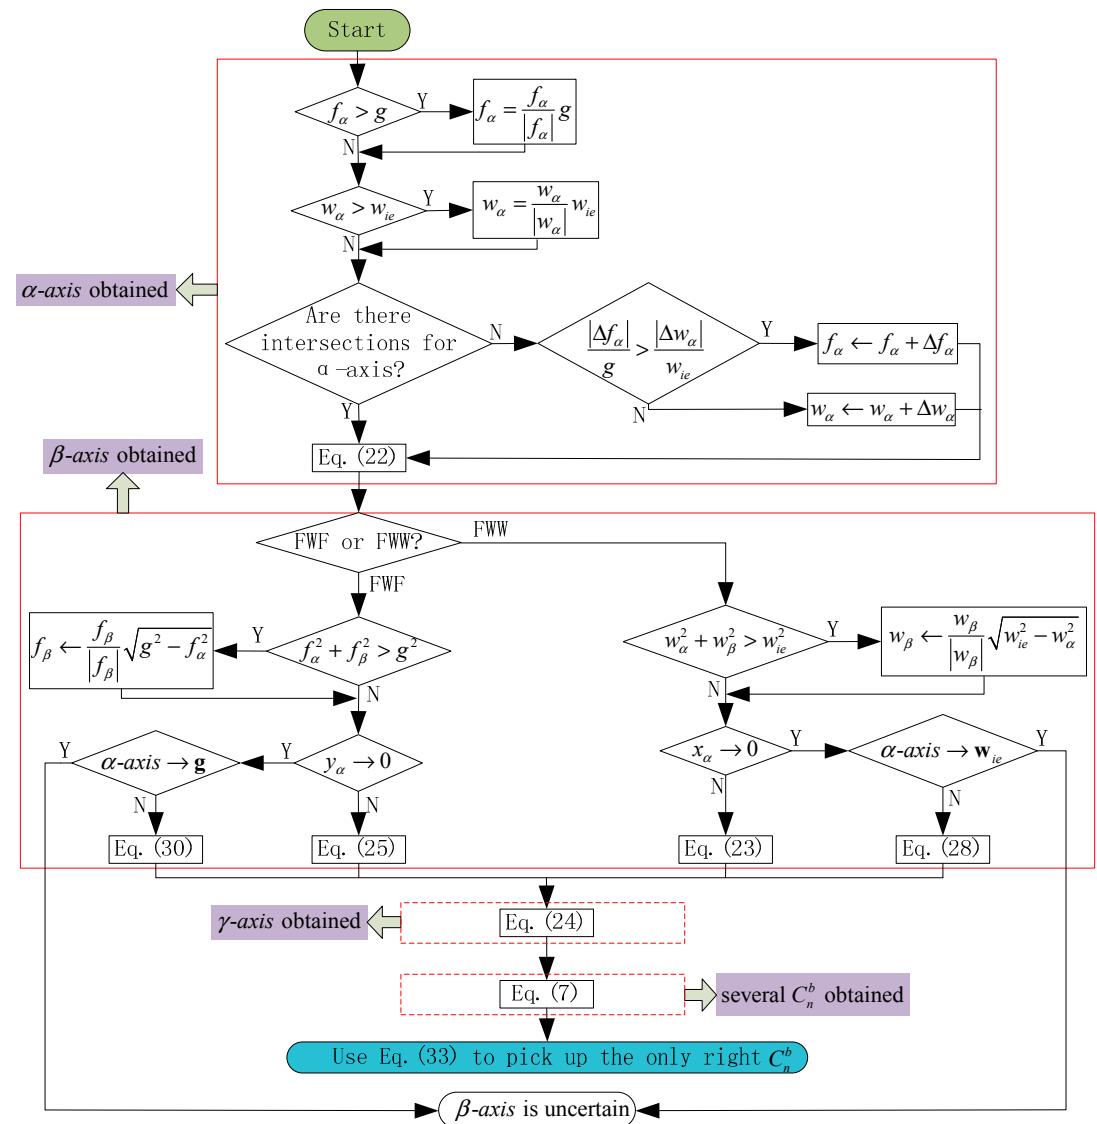 Start
f_α > g
Y
f_α = f_α / |f_α| g
N
w_α > w_ie
Y
w_α = w_α / |w_α| w_ie
N
α-axis obtained
Are there
intersections for
α-axis?
N
|Δf_α| / g > |Δw_α| / w_ie
Y
f_α ← f_α + Δf_α
N
w_α ← w_α + Δw_α
Y
Eq. (22)
β-axis obtained
FWF or FWW?
FWW
FWF
f_β ← f_β / |f_β| √(g² − f_α²)
Y
f_α² + f_β² > g²
N
w_α² + w_β² > w_ie²
Y
w_β ← w_β / |w_β| √(w_ie² − w_α²)
N
Y
α-axis → g
Y
y_α → 0
x_α → 0
Y
α-axis → w_ie
Y
N
N
N
N
Eq. (30)
Eq. (25)
Eq. (23)
Eq. (28)
γ-axis obtained
Eq. (24)
Eq. (7)
several C_n^b obtained
Use Eq. (33) to pick up the only right C_n^b
β-axis is uncertain